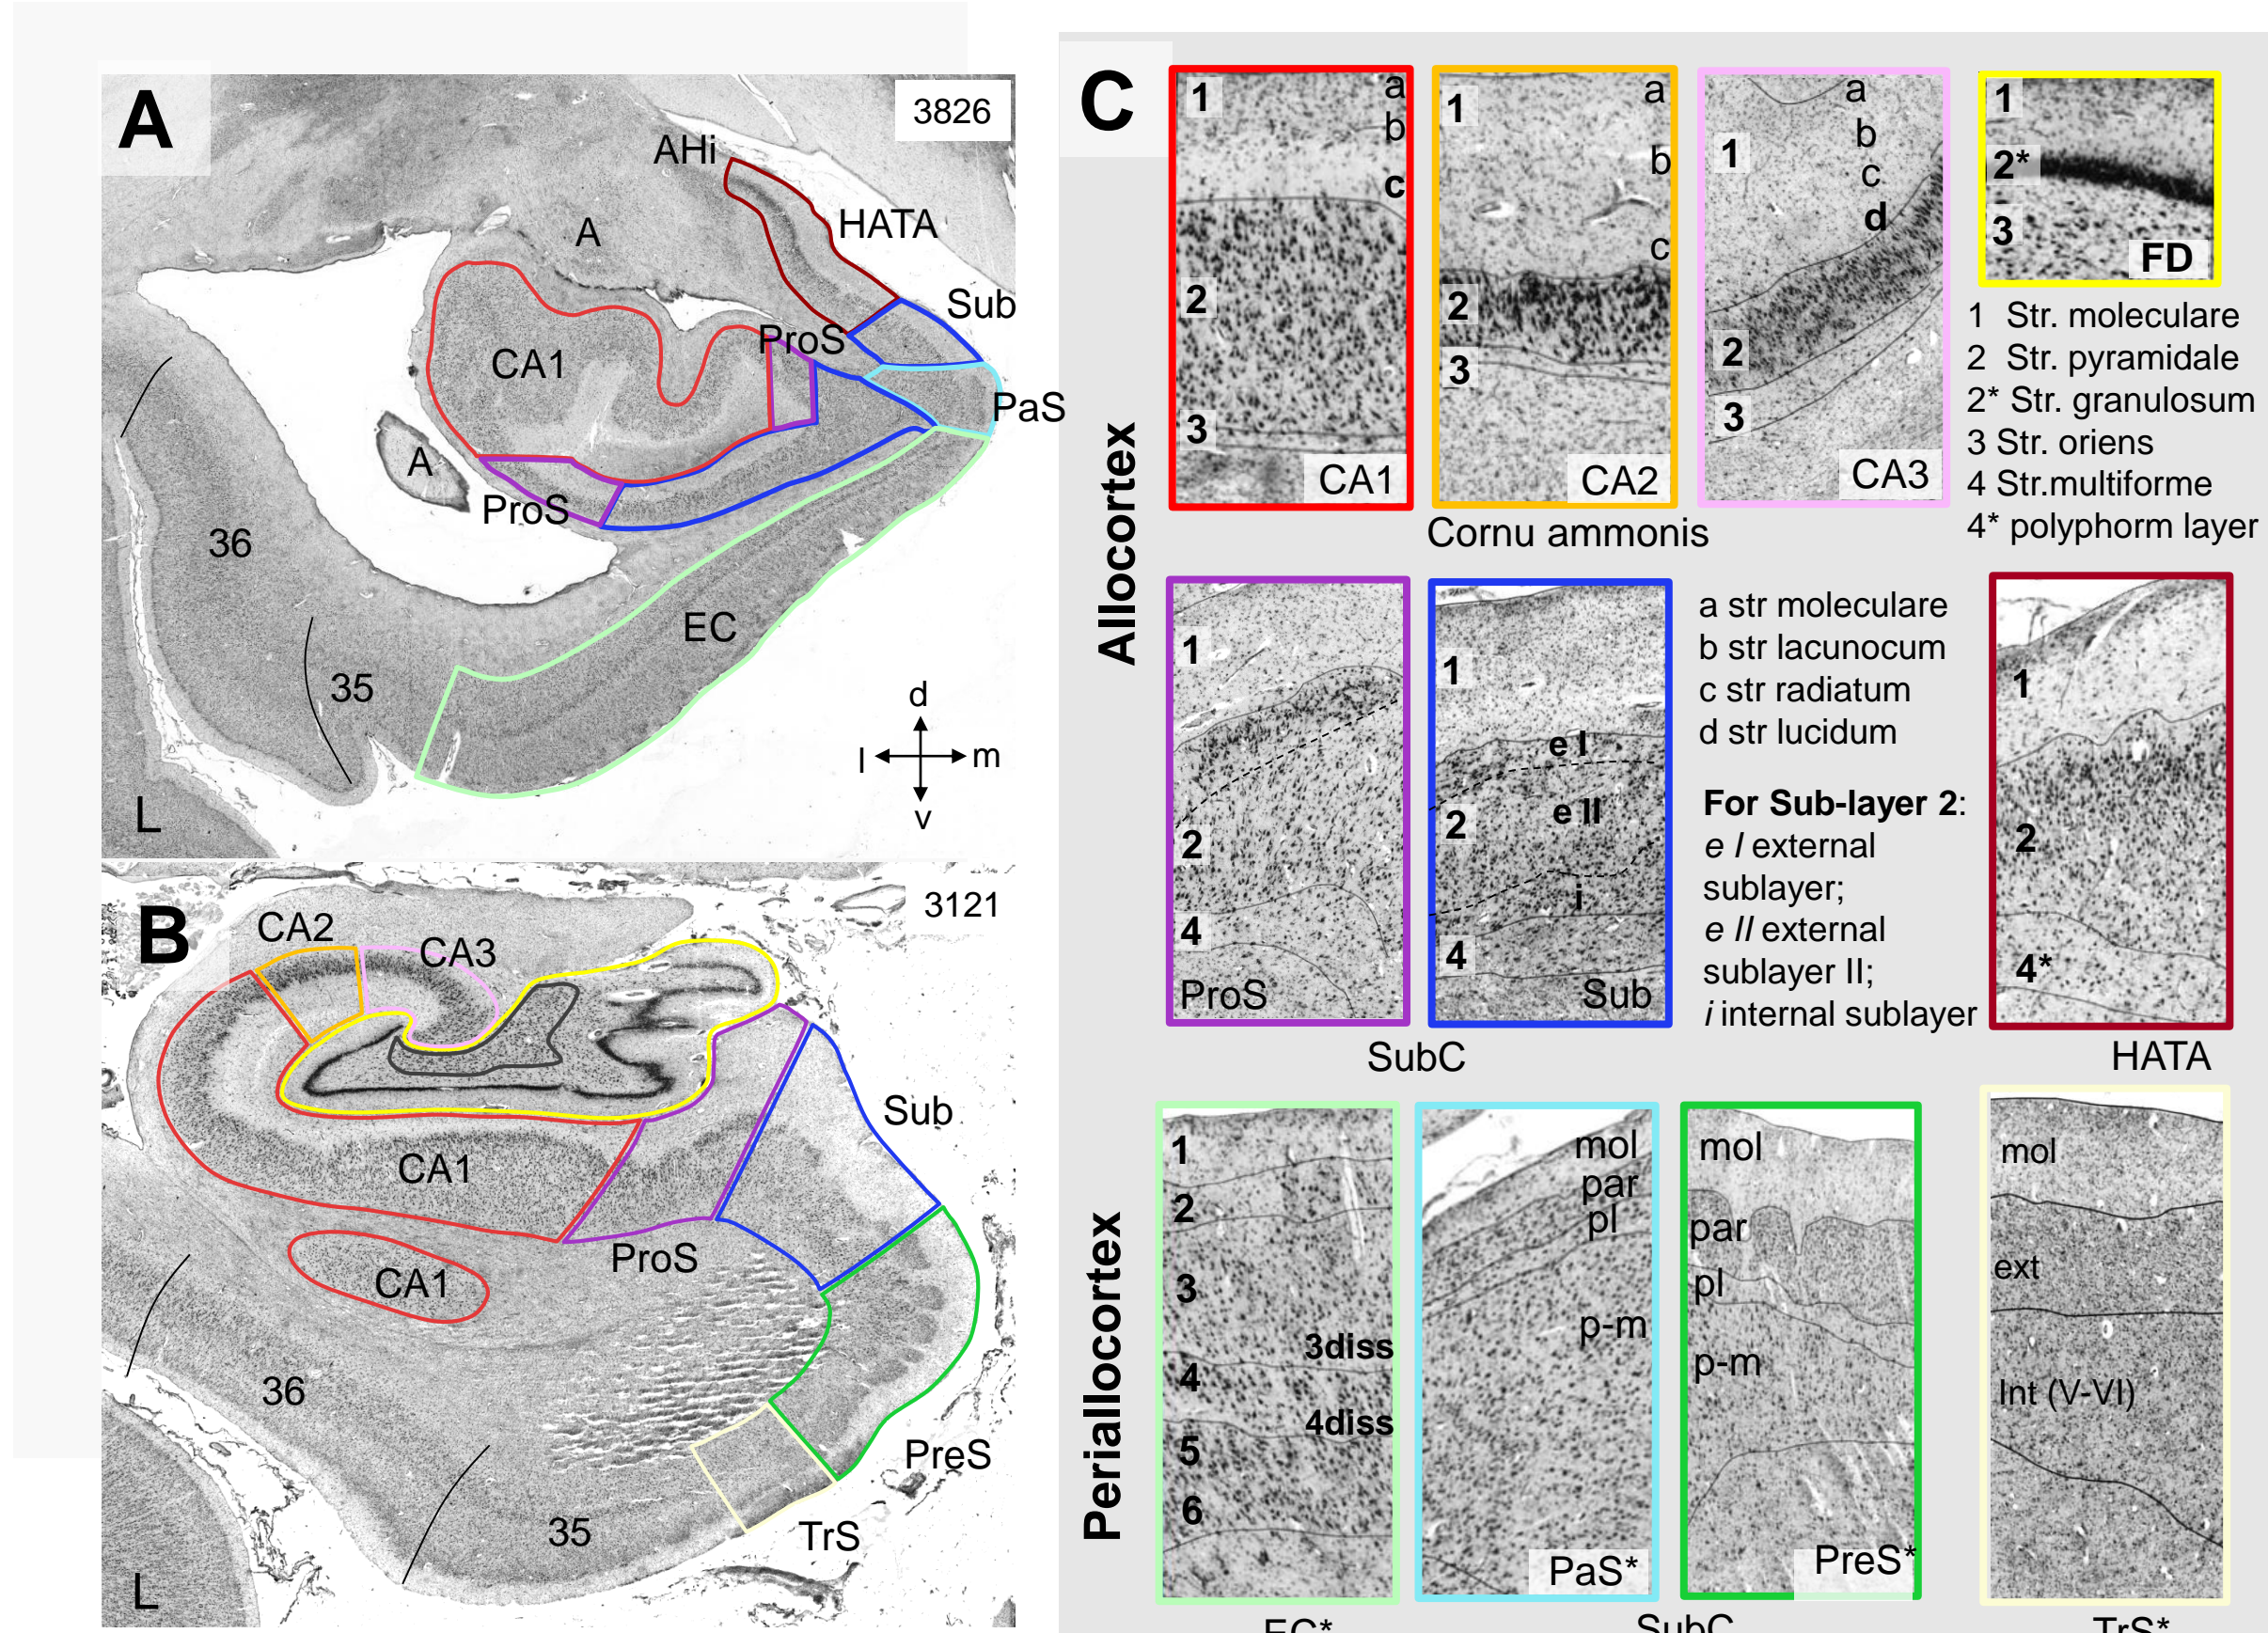 A
3826
AHi
HATA
A
Sub
ProS
CA1
PaS
A
ProS
36
EC
35
d
l
m
v
L
B
3121
CA2
CA3
Sub
CA1
ProS
CA1
36
PreS
35
TrS
L
C
Allocortex
1
a
b
c
2
3
CA1
1
a
b
c
2
3
CA2
1
a
b
c
d
2
3
CA3
1
2*
3
FD
Cornu ammonis
1 Str. moleculare
2 Str. pyramidale
2* Str. granulosum
3 Str. oriens
4 Str.multiforme
4* polyphorm layer
1
2
4
ProS
1
e I
2
e II
i
4
Sub
SubC
a str moleculare
b str lacunocum
c str radiatum
d str lucidum
For Sub-layer 2:
e I external
sublayer;
e II external
sublayer II;
i internal sublayer
1
2
4*
HATA
Periallocortex
1
2
3
3diss
4
4diss
5
6
EC*
mol
par
pl
p-m
PaS*
mol
par
pl
p-m
PreS*
SubC
mol
ext
Int (V-VI)
TrS*